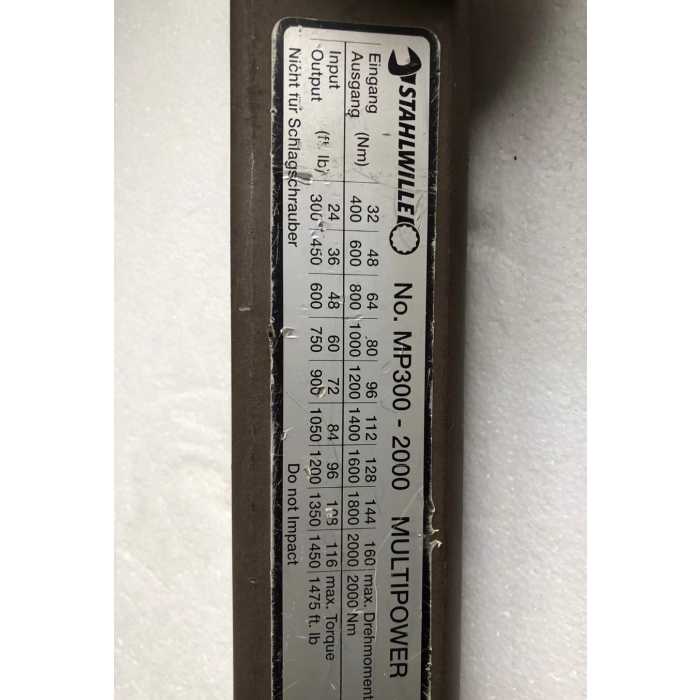 STAHLWILLE No. MP300 - 2000 MULTIPOWER
Eingang 32 48 64 80 96 112 128 144 160 max. Drehmoment
Ausgang (Nm) 400 600 800 1000 1200 1400 1600 1800 2000 2000 Nm
Input 24 36 48 60 72 84 96 108 116 max. Torque
Output (ft. lb) 300 450 600 750 900 1050 1200 1350 1450 1475 ft. lb
Nicht für Schlagschrauber Do not Impact